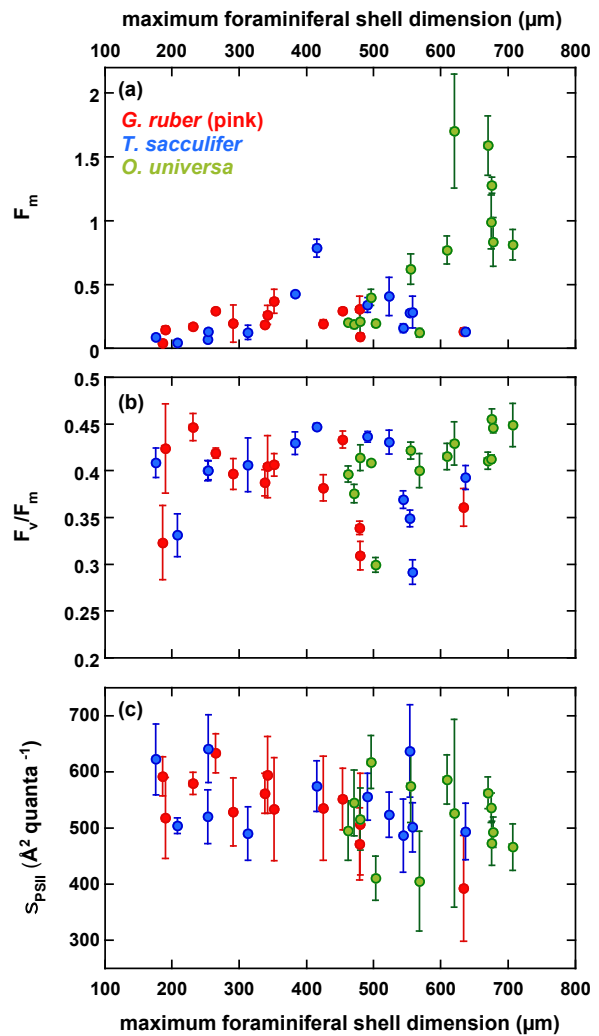 maximum foraminiferal shell dimension (µm)
100 200 300 400 500 600 700 800
(a)
G. ruber (pink)
T. sacculifer
O. universa
2
1.5
1
0.5
0
Fm
(b)
0.5
0.45
0.4
0.35
0.3
0.25
0.2
Fv/Fm
(c)
700
600
500
400
300
SPSII (Å² quanta ⁻¹)
100 200 300 400 500 600 700 800
maximum foraminiferal shell dimension (µm)